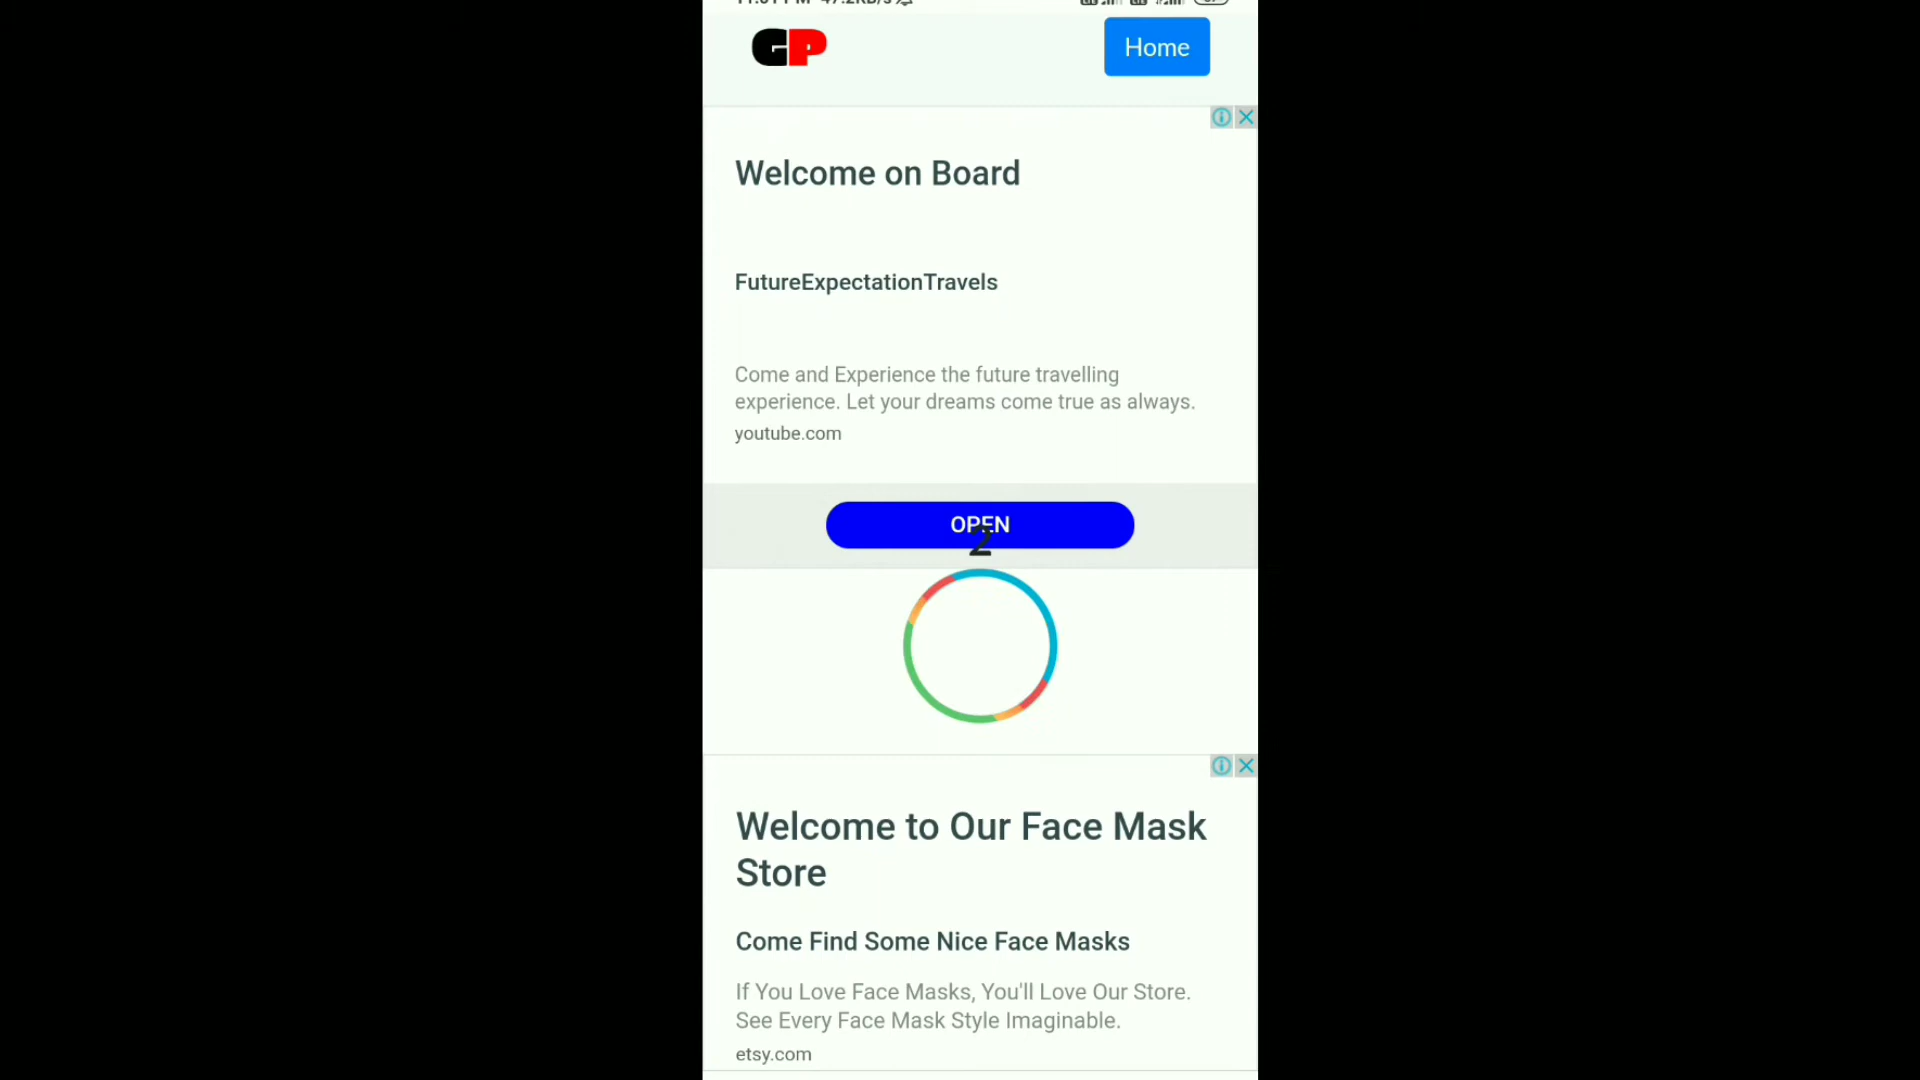 GP
Home
Welcome on Board
FutureExpectationTravels
Come and Experience the future travelling
experience. Let your dreams come true as always.
youtube.com
OPEN
2
Welcome to Our Face Mask
Store
Come Find Some Nice Face Masks
If You Love Face Masks, You'll Love Our Store.
See Every Face Mask Style Imaginable.
etsy.com